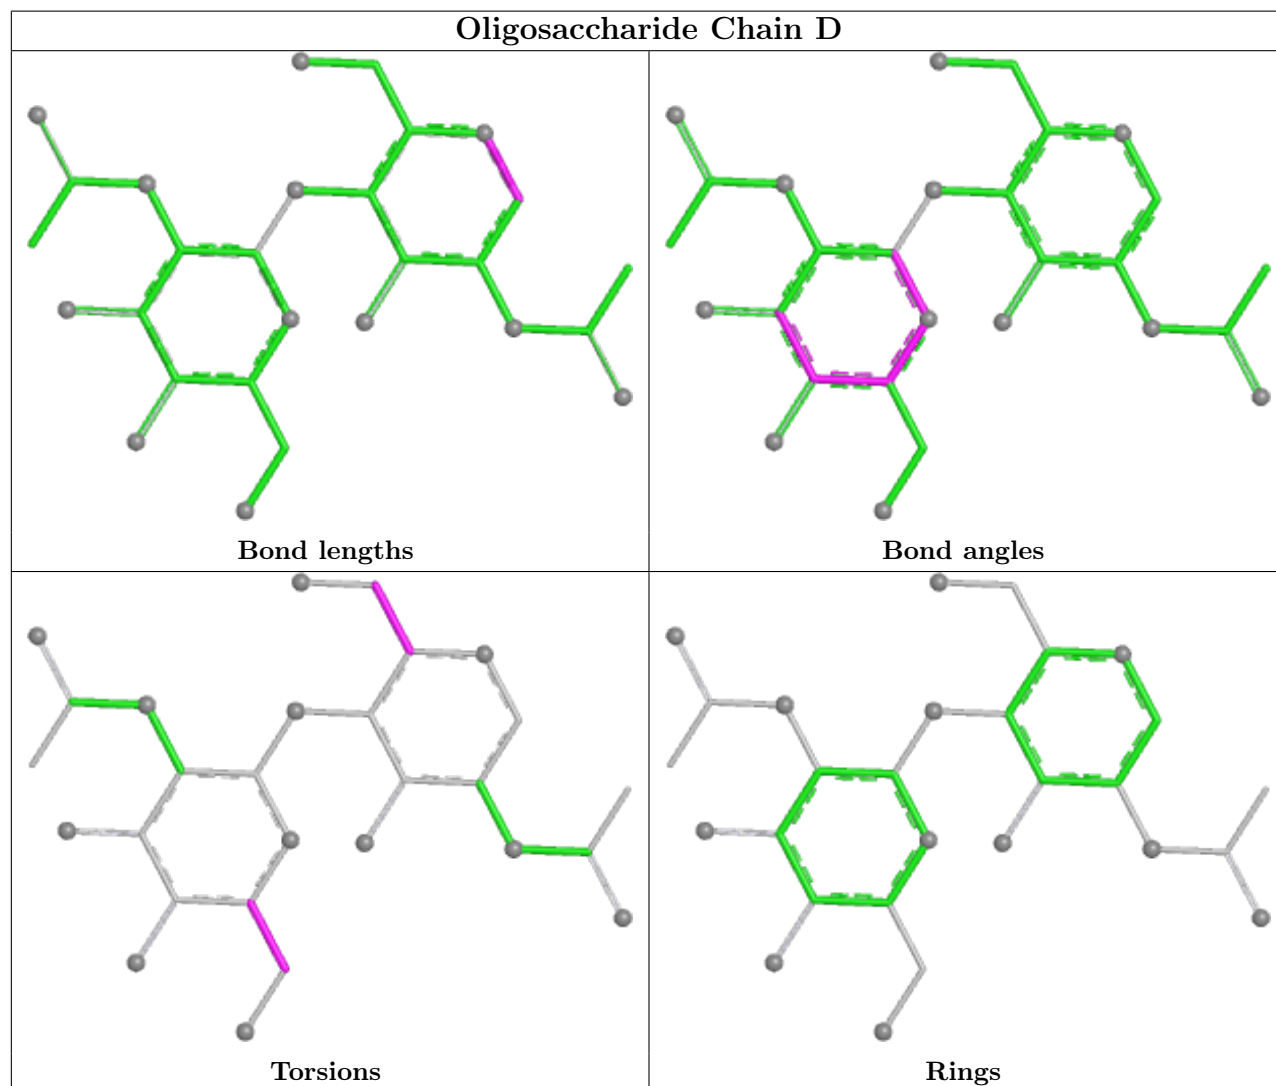 Oligosaccharide Chain D
Bond lengths
Bond angles
Torsions
Rings